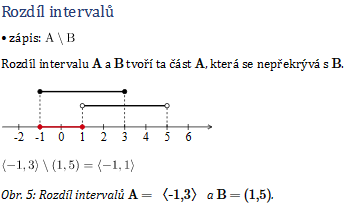 Rozdíl intervalů
• zápis: A \ B
Rozdíl intervalu A a B tvoří ta část A, která se nepřekrývá s B.
-2 -1 0 1 2 3 4 5 6
⟨−1, 3⟩ \ (1, 5) = ⟨−1, 1⟩
Obr. 5: Rozdíl intervalů A = ⟨-1,3⟩ a B = (1,5).